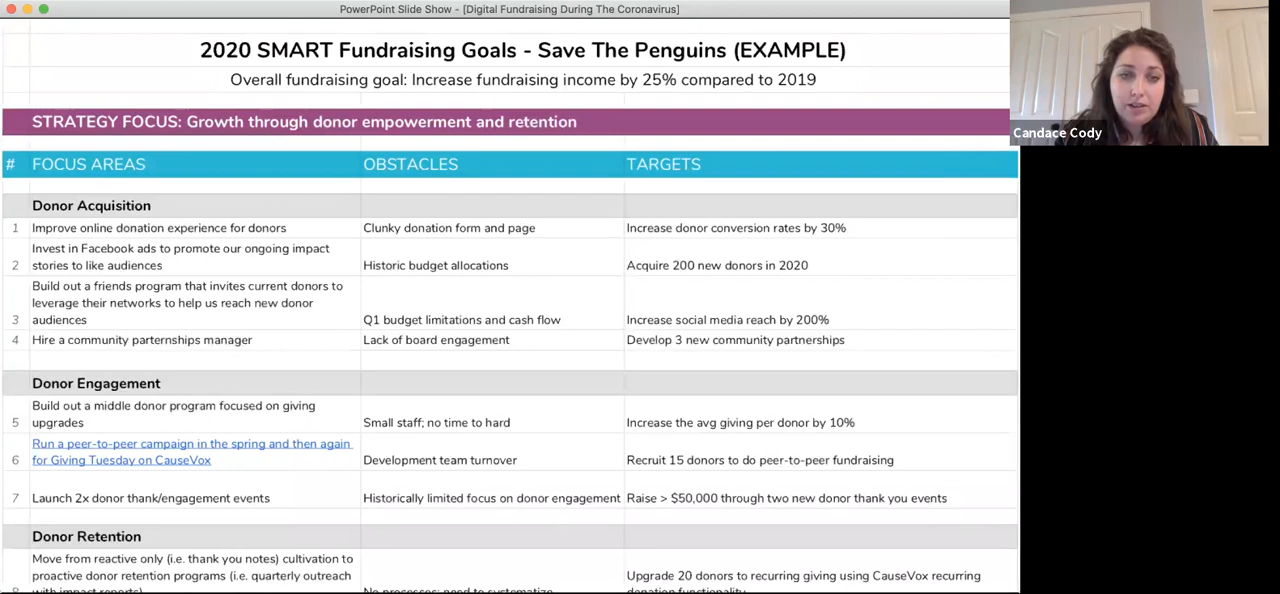 PowerPoint Slide Show - [Digital Fundraising During The Coronavirus]
2020 SMART Fundraising Goals - Save The Penguins (EXAMPLE)
Overall fundraising goal: Increase fundraising income by 25% compared to 2019
Candace Cody
STRATEGY FOCUS: Growth through donor empowerment and retention
# FOCUS AREAS OBSTACLES TARGETS
Donor Acquisition
1 Improve online donation experience for donors Clunky donation form and page Increase donor conversion rates by 30%
Invest in Facebook ads to promote our ongoing impact
2 stories to like audiences Historic budget allocations Acquire 200 new donors in 2020
Build out a friends program that invites current donors to
leverage their networks to help us reach new donor
3 audiences Q1 budget limitations and cash flow Increase social media reach by 200%
4 Hire a community parternships manager Lack of board engagement Develop 3 new community partnerships
Donor Engagement
Build out a middle donor program focused on giving
5 upgrades Small staff; no time to hard Increase the avg giving per donor by 10%
Run a peer-to-peer campaign in the spring and then again
6 for Giving Tuesday on CauseVox Development team turnover Recruit 15 donors to do peer-to-peer fundraising
7 Launch 2x donor thank/engagement events Historically limited focus on donor engagement Raise > $50,000 through two new donor thank you events
Donor Retention
Move from reactive only (i.e. thank you notes) cultivation to
proactive donor retention programs (i.e. quarterly outreach Upgrade 20 donors to recurring giving using CauseVox recurring
8 with impact reports) No processes; need to systematize donation functionality